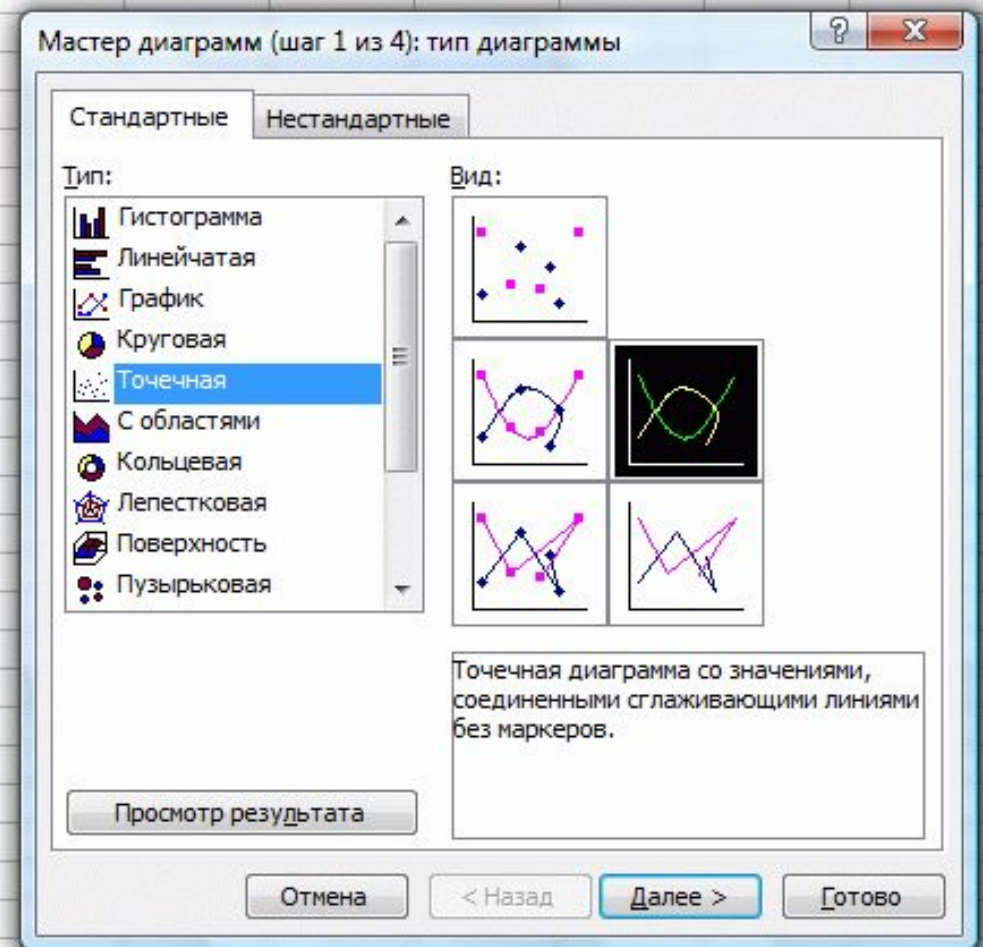 Мастер диаграмм (шаг 1 из 4): тип диаграммы
Стандартные
Нестандартные
Тип:
Гистограмма
Линейчатая
График
Круговая
Точечная
С областями
Кольцевая
Лепестковая
Поверхность
Пузырьковая
Вид:
Точечная диаграмма со значениями,
соединенными сглаживающими линиями
без маркеров.
Просмотр результата
Отмена
< Назад
Далее >
Готово